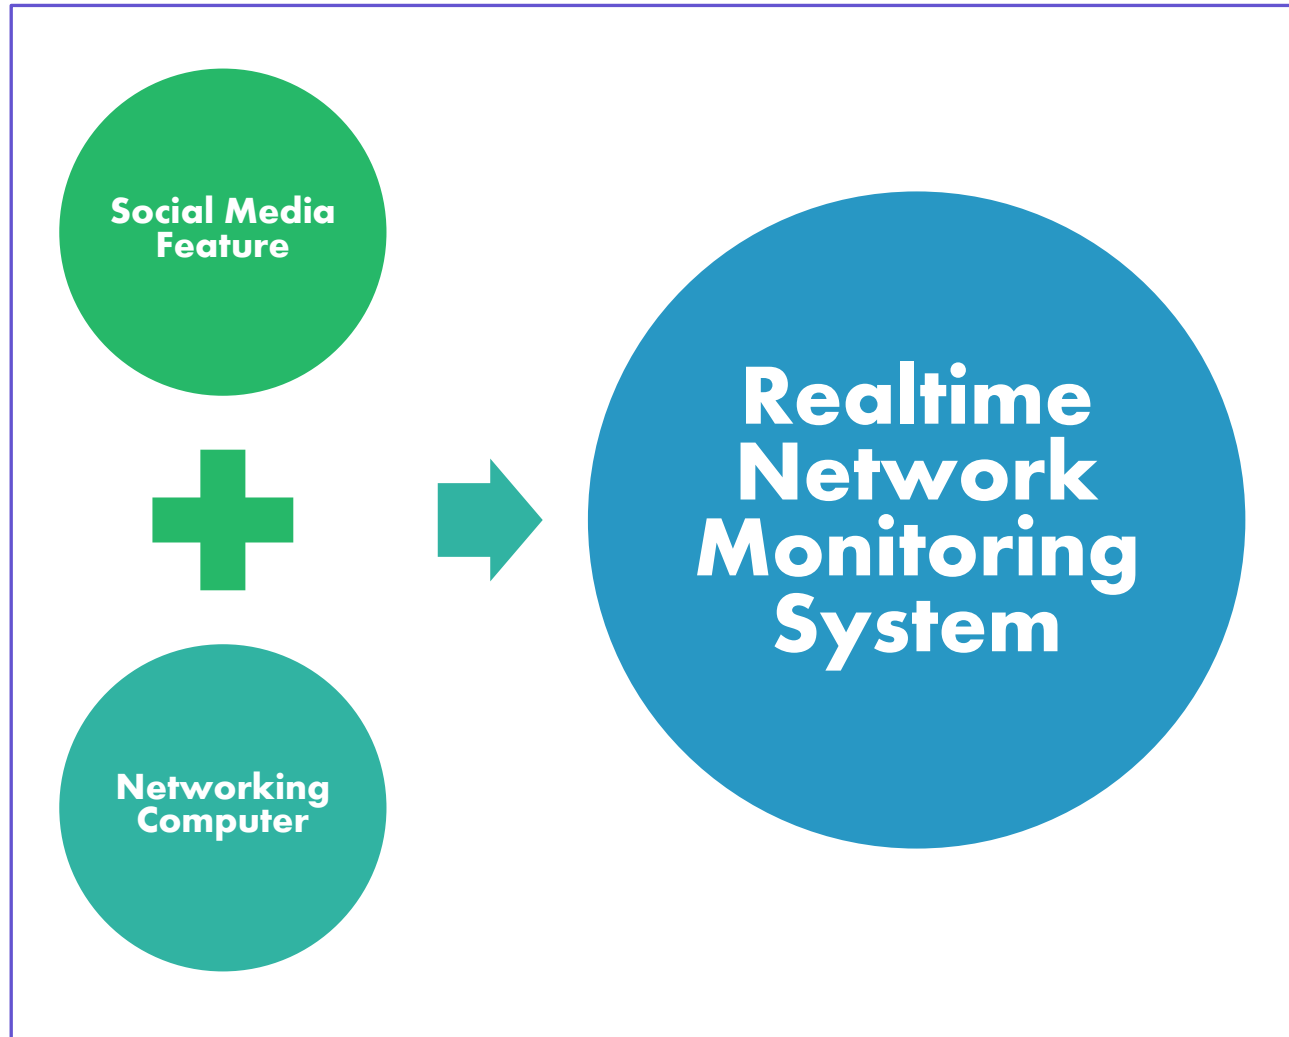 Social Media
Feature
Networking
Computer
Realtime
Network
Monitoring
System